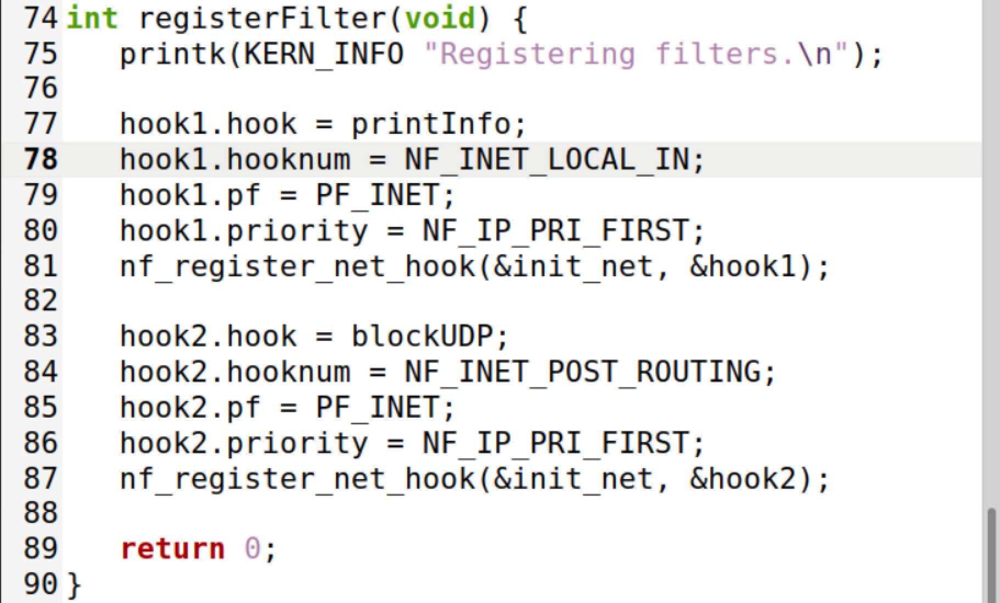 74 int registerFilter(void) {
75    printk(KERN_INFO "Registering filters.\n");
76
77    hook1.hook = printInfo;
78    hook1.hooknum = NF_INET_LOCAL_IN;
79    hook1.pf = PF_INET;
80    hook1.priority = NF_IP_PRI_FIRST;
81    nf_register_net_hook(&init_net, &hook1);
82
83    hook2.hook = blockUDP;
84    hook2.hooknum = NF_INET_POST_ROUTING;
85    hook2.pf = PF_INET;
86    hook2.priority = NF_IP_PRI_FIRST;
87    nf_register_net_hook(&init_net, &hook2);
88
89    return 0;
90 }